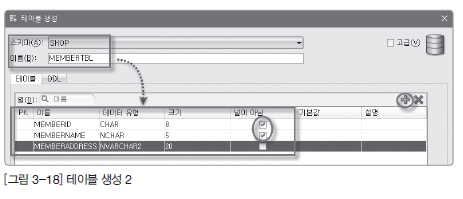 테이블 생성
스키마(A): SHOP
고급(V)
이름(B): MEMBERTBL
테이블 DDL
열(D): 이름
PK 이름 데이터 유형 크기 널이 아님 기본값 설명
MEMBERID CHAR 8
MEMBERNAME NCHAR 5
MEMBERADDRESS NVARCHAR2 20
[그림 3-18] 테이블 생성 2